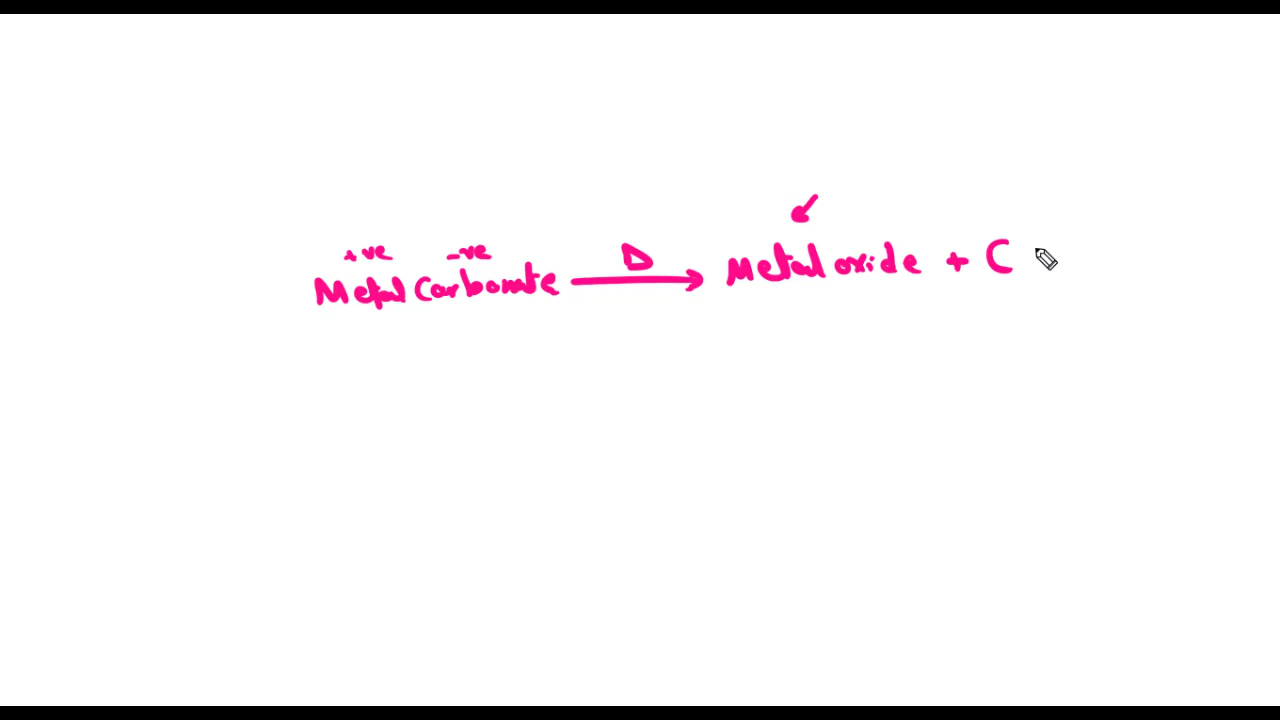 +ve -ve
Metal Carbonate Δ→ Metal oxide + C